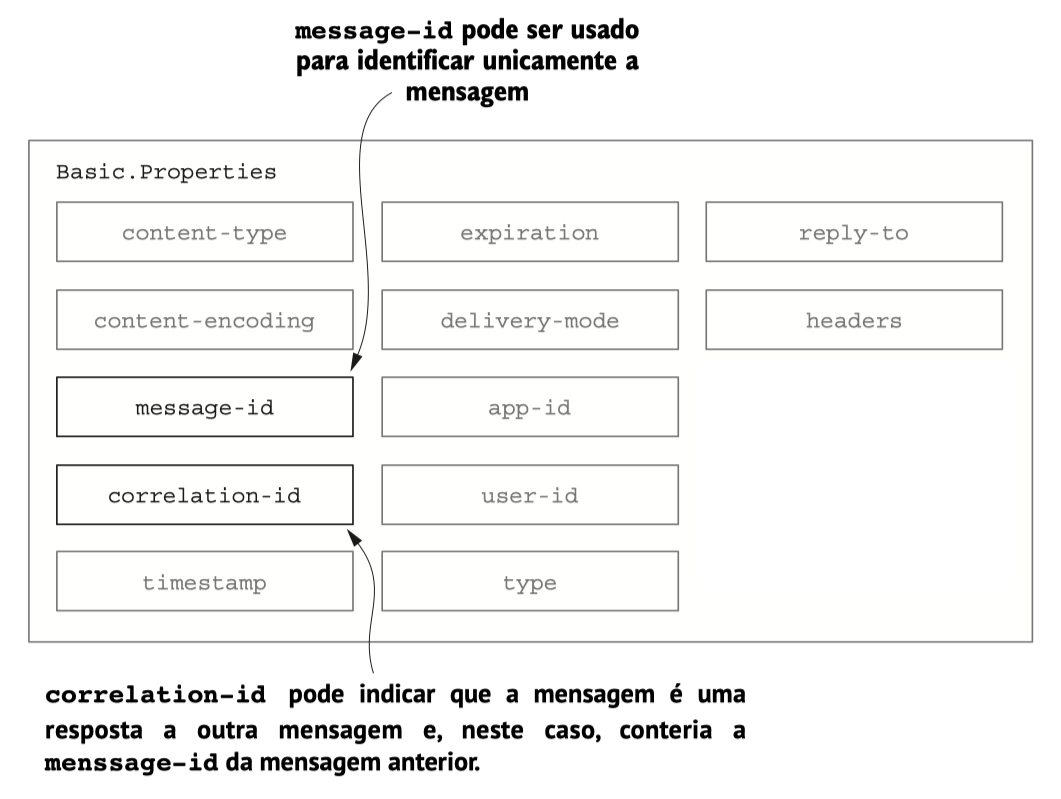 message-id pode ser usado
para identificar unicamente a
mensagem
Basic.Properties
content-type
expiration
reply-to
content-encoding
delivery-mode
headers
message-id
app-id
correlation-id
user-id
timestamp
type
correlation-id pode indicar que a mensagem é uma
resposta a outra mensagem e, neste caso, conteria a
menssage-id da mensagem anterior.